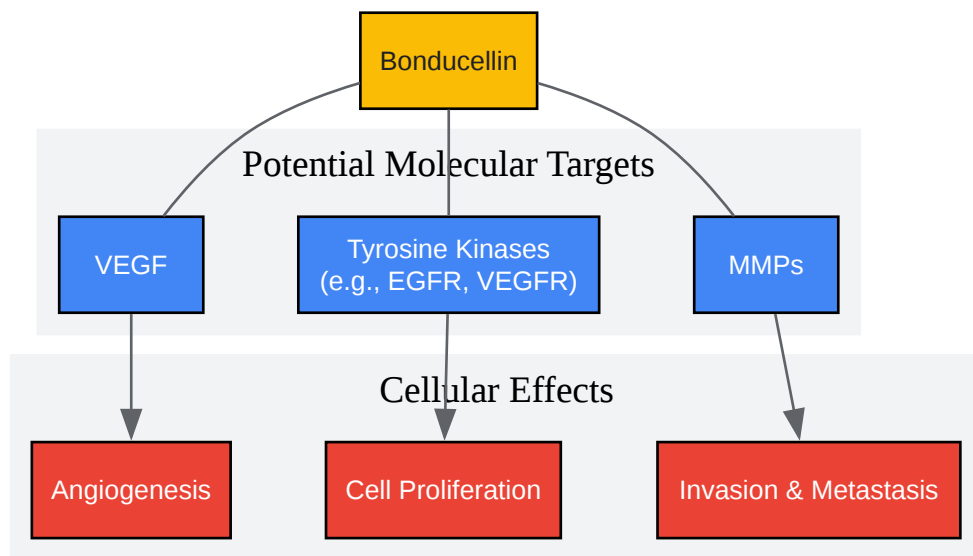 Bonducellin
Potential Molecular Targets
VEGF
Tyrosine Kinases
(e.g., EGFR, VEGFR)
MMPs
Cellular Effects
Angiogenesis
Cell Proliferation
Invasion & Metastasis